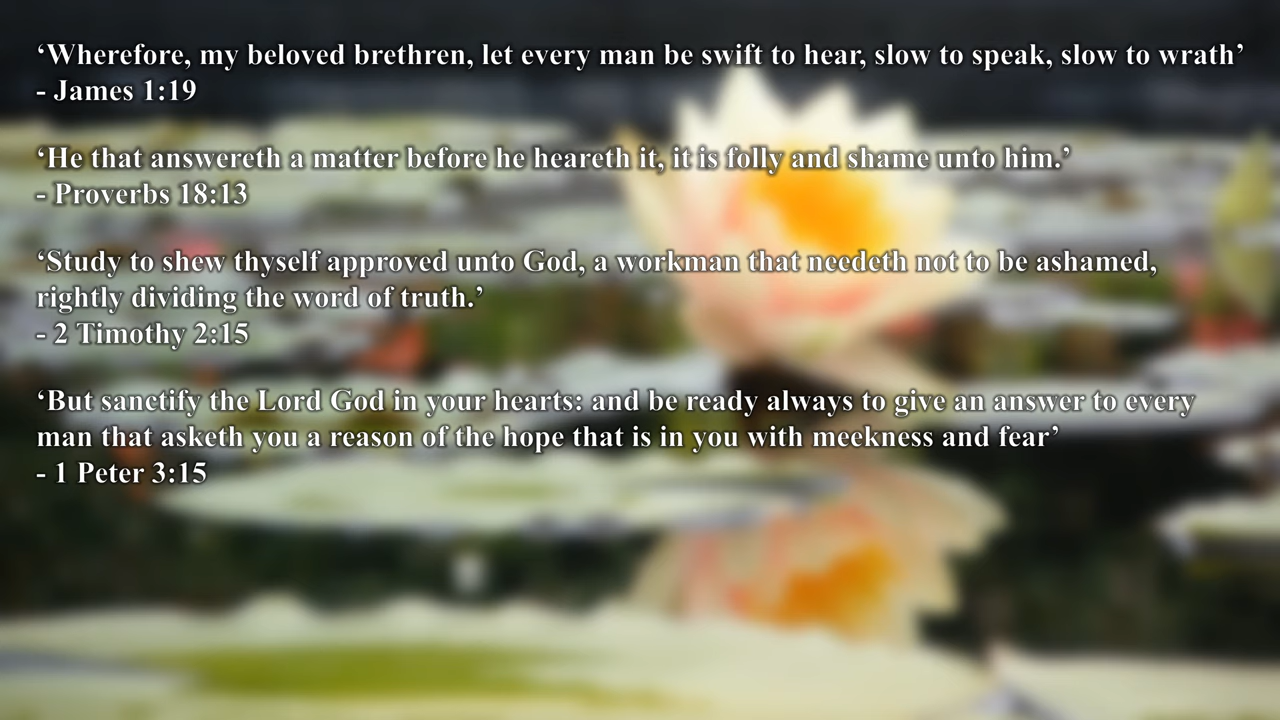 ‘Wherefore, my beloved brethren, let every man be swift to hear, slow to speak, slow to wrath’
- James 1:19
‘He that answereth a matter before he heareth it, it is folly and shame unto him.’
- Proverbs 18:13
‘Study to shew thyself approved unto God, a workman that needeth not to be ashamed,
rightly dividing the word of truth.’
- 2 Timothy 2:15
‘But sanctify the Lord God in your hearts: and be ready always to give an answer to every
man that asketh you a reason of the hope that is in you with meekness and fear’
- 1 Peter 3:15